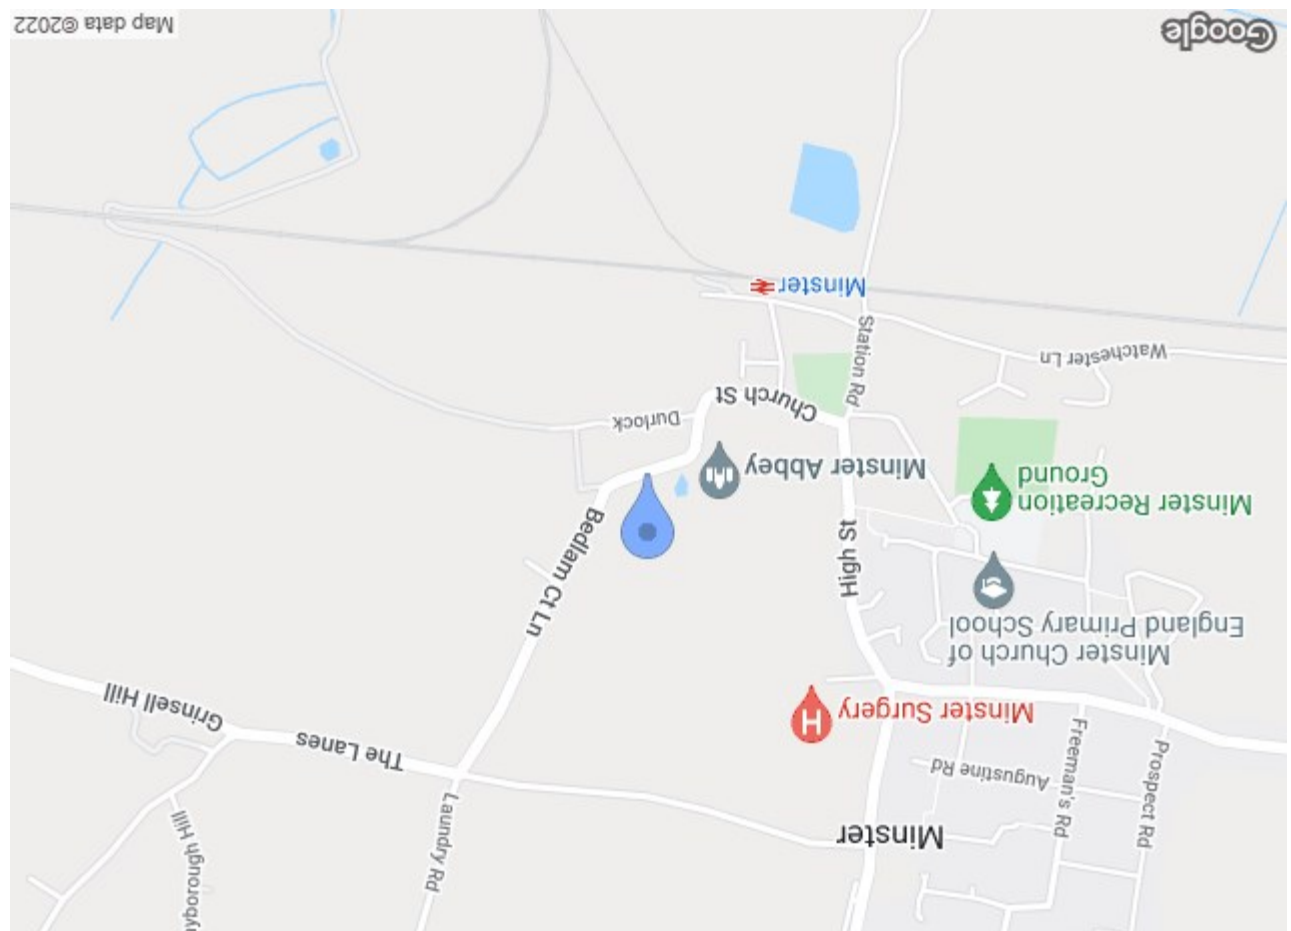 Minster
yborough Hill
Laundry Rd
Prospect Rd
Freeman's Rd
Augustine Rd
The Lanes
Grinsell Hill
Minster Surgery
Minster Church of
England Primary School
High St
Bedlam Ct Ln
Minster Recreation
Ground
Minster Abbey
Durlock
Church St
Station Rd
Watchester Ln
Minster
Google
Map data ©2022